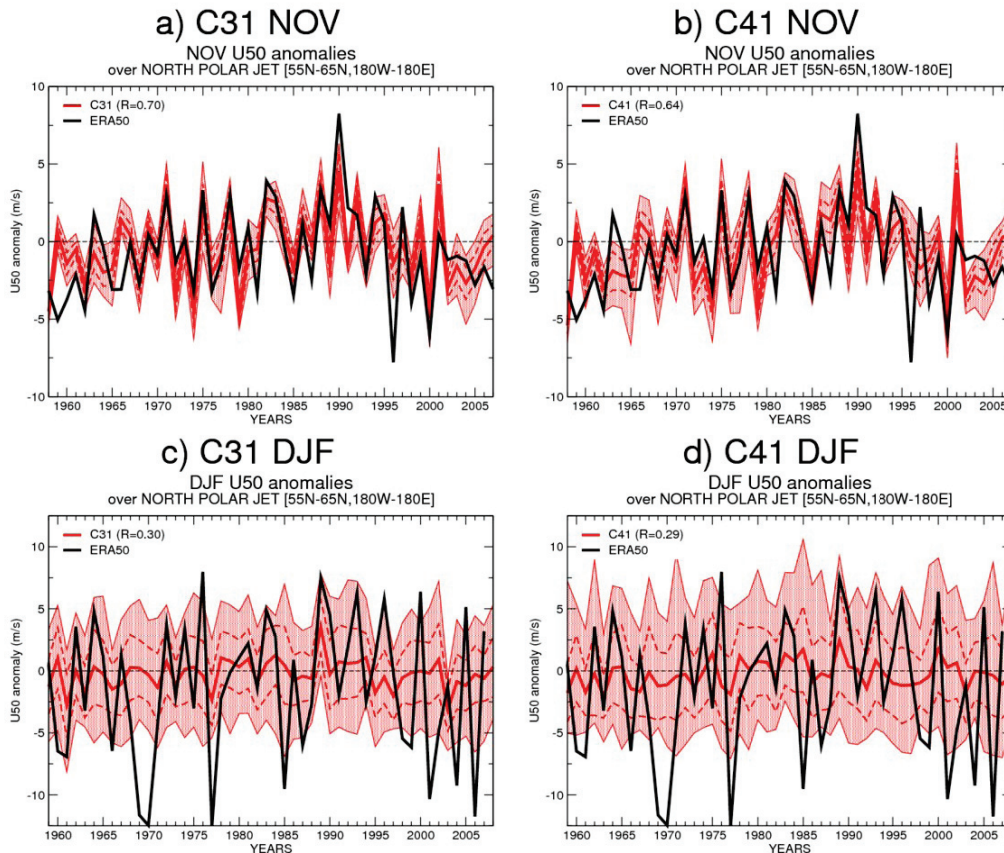 a) C31 NOV
NOV U50 anomalies
over NORTH POLAR JET [55N-65N,180W-180E]
C31 (R=0.70)
ERA50
10
5
0
-5
-10
U50 anomaly (m/s)
1960 1965 1970 1975 1980 1985 1990 1995 2000 2005
YEARS
b) C41 NOV
NOV U50 anomalies
over NORTH POLAR JET [55N-65N,180W-180E]
C41 (R=0.64)
ERA50
10
5
0
-5
-10
U50 anomaly (m/s)
1960 1965 1970 1975 1980 1985 1990 1995 2000 2005
YEARS
c) C31 DJF
DJF U50 anomalies
over NORTH POLAR JET [55N-65N,180W-180E]
C31 (R=0.30)
ERA50
10
5
0
-5
-10
U50 anomaly (m/s)
1960 1965 1970 1975 1980 1985 1990 1995 2000 2005
YEARS
d) C41 DJF
DJF U50 anomalies
over NORTH POLAR JET [55N-65N,180W-180E]
C41 (R=0.29)
ERA50
10
5
0
-5
-10
U50 anomaly (m/s)
1960 1965 1970 1975 1980 1985 1990 1995 2000 2005
YEARS